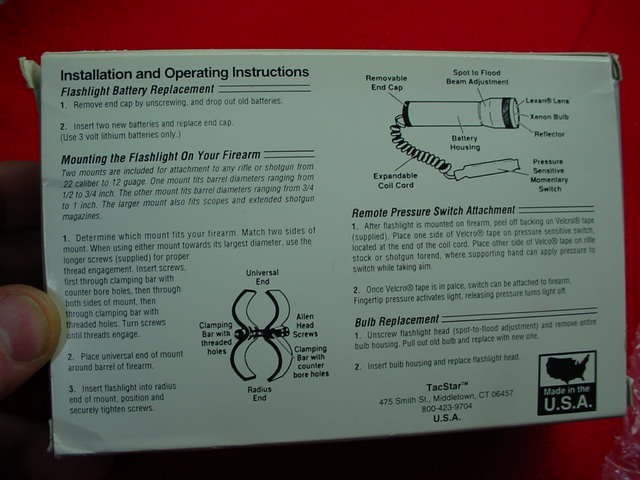 Installation and Operating Instructions
Flashlight Battery Replacement
1. Remove end cap by unscrewing, and drop out old batteries.
2. Insert two new batteries and replace end cap.
(Use 3 volt lithium batteries only.)
Mounting the Flashlight On Your Firearm
Two mounts are included for attachment to any rifle or shotgun from
22 caliber to 12 guage. One mount fits barrel diameters ranging from
1/2 to 3/4 inch. The other mount fits barrel diameters ranging from 3/4
to 1 inch. The larger mount also fits scopes and extended shotgun
magazines.
1. Determine which mount fits your firearm. Match two sides of
mount. When using either mount towards its largest diameter, use the
longer screws (supplied) for proper
thread engagement. Insert screws,
first through clamping bar with
counter bore holes, then through
both sides of mount, then
through clamping bar with
threaded holes. Turn screws
until threads engage.
2. Place universal end of mount
around barrel of firearm.
3. Insert flashlight into radius
end of mount, position and
securely tighten screws.
Universal
End
Clamping
Bar with
threaded
holes
Allen
Head
Screws
Clamping
Bar with
counter
bore holes
Radius
End
Removable
End Cap
Spot to Flood
Beam Adjustment
Lexan® Lens
Xenon Bulb
Reflector
Battery
Housing
Expandable
Coil Cord
Pressure
Sensitive
Momentary
Switch
Remote Pressure Switch Attachment
1. After flashlight is mounted on firearm, peel off backing on Velcro® tape
(supplied). Place one side of Velcro® tape on pressure sensitive switch,
located at the end of coil cord. Place other side of Velco® tape on rifle
stock or shotgun forend, where supporting hand can apply pressure to
switch while taking aim.
2. Once Velcro® tape is in palce, switch can be attached to firearm.
Fingertip pressure activates light, releasing pressure turns light off.
Bulb Replacement
1. Unscrew flashlight head (spot-to-flood adjustment) and remove entire
bulb housing. Pull out old bulb and replace with new one.
2. Insert bulb housing and replace flashlight head.
TacStar™
475 Smith St., Middletown, CT 06457
800-423-9704
U.S.A.
Made in the
U.S.A.